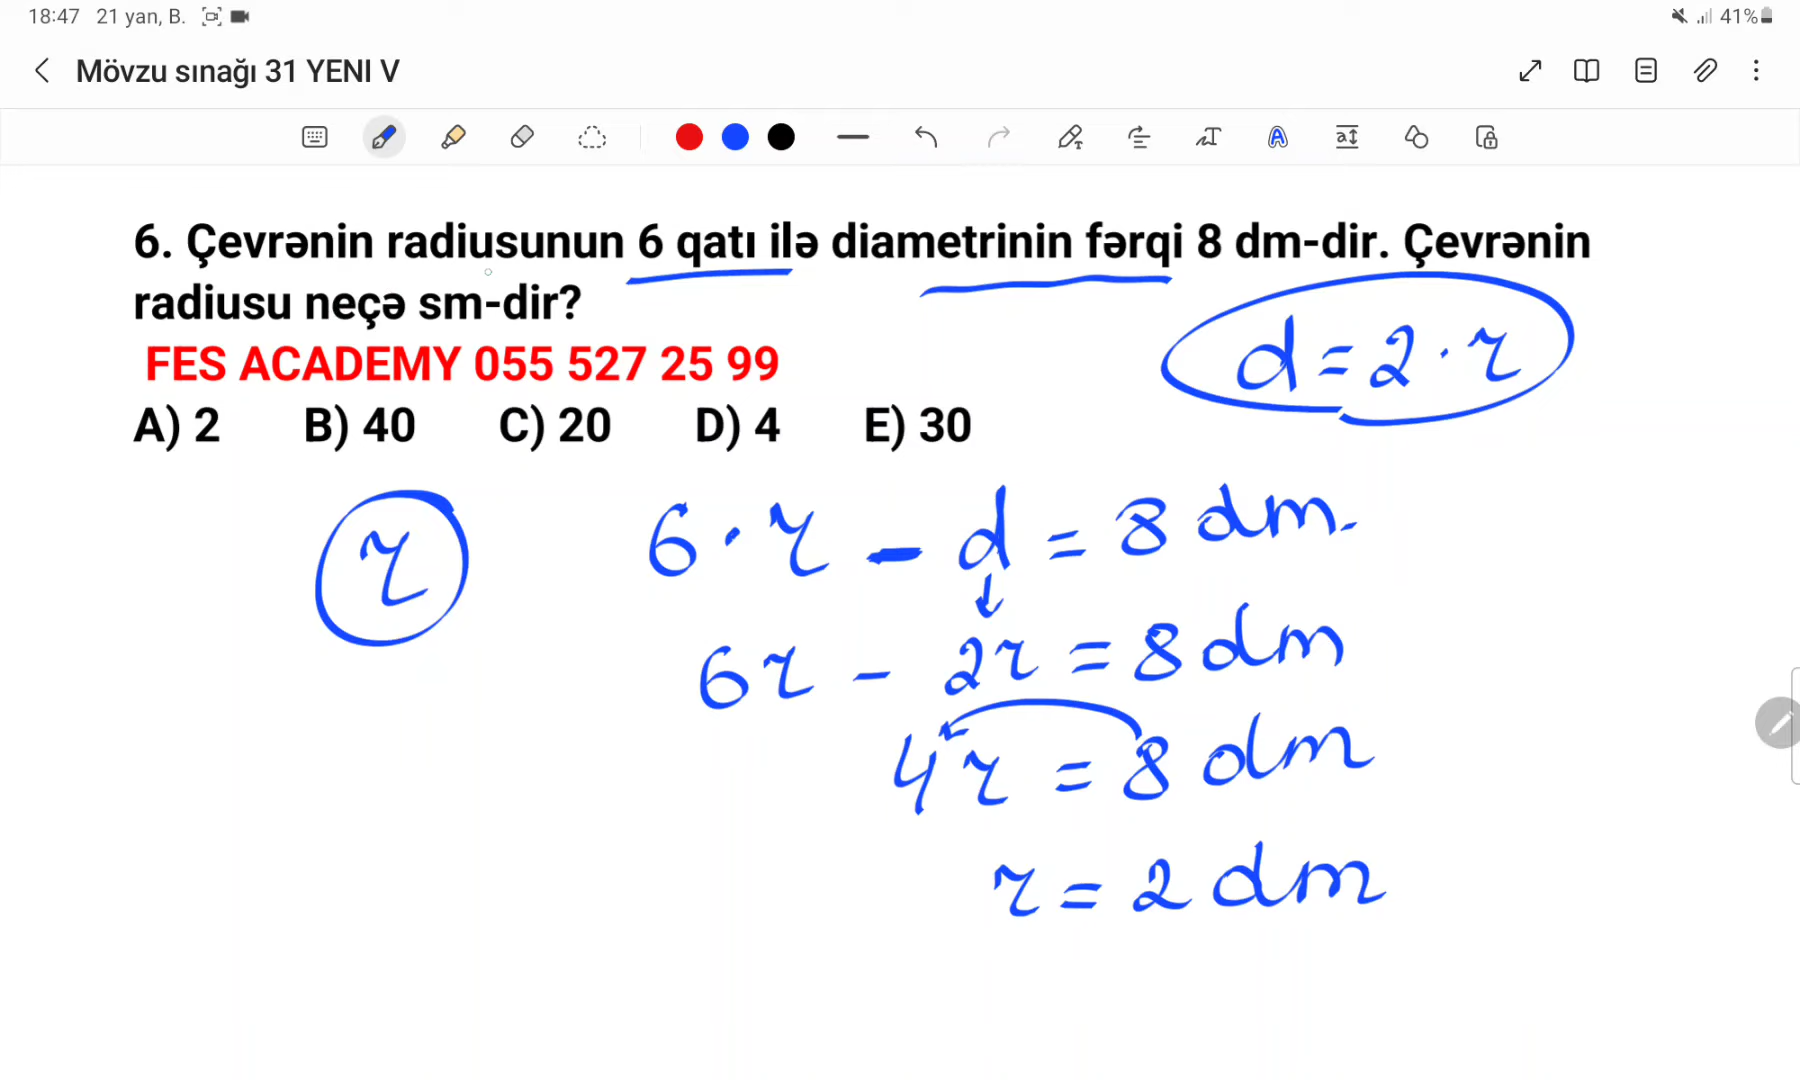 18:47 21 yan, B. 41%
Mövzu sınağı 31 YENI V
6. Çevrənin radiusunun 6 qatı ilə diametrinin fərqi 8 dm-dir. Çevrənin
radiusu neçə sm-dir?
d = 2 · r
FES ACADEMY 055 527 25 99
A) 2 B) 40 C) 20 D) 4 E) 30
r
6 · r - d = 8 dm.
6r - 2r = 8 dm
4r = 8 dm
r = 2 dm